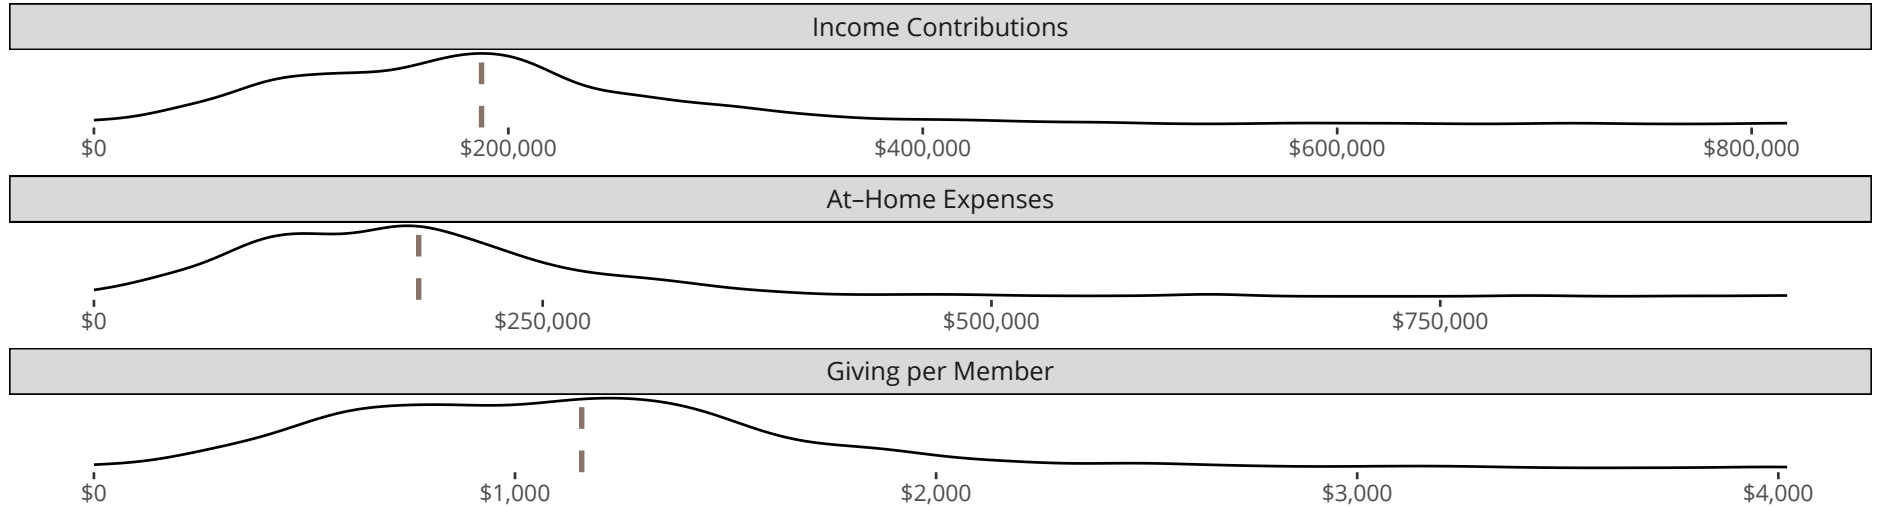 Income Contributions
$0 $200,000 $400,000 $600,000 $800,000
At–Home Expenses
$0 $250,000 $500,000 $750,000
Giving per Member
$0 $1,000 $2,000 $3,000 $4,000